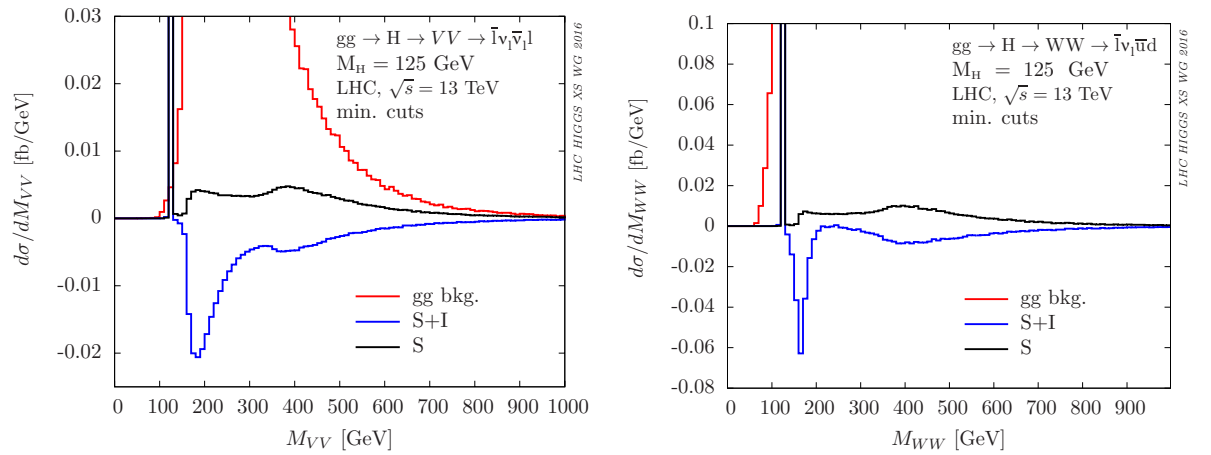 0.03
0.02
0.01
0
-0.01
-0.02
dσ/dM_VV [fb/GeV]
gg → H → VV → l̅ν_lν̅_ll
M_H = 125 GeV
LHC, √s = 13 TeV
min. cuts
LHC HIGGS XS WG 2016
gg bkg.
S+I
S
0 100 200 300 400 500 600 700 800 900 1000
M_VV [GeV]
0.1
0.08
0.06
0.04
0.02
0
-0.02
-0.04
-0.06
-0.08
dσ/dM_WW [fb/GeV]
gg → H → WW → l̅ν_lu̅d
M_H = 125 GeV
LHC, √s = 13 TeV
min. cuts
LHC HIGGS XS WG 2016
gg bkg.
S+I
S
0 100 200 300 400 500 600 700 800 900
M_WW [GeV]